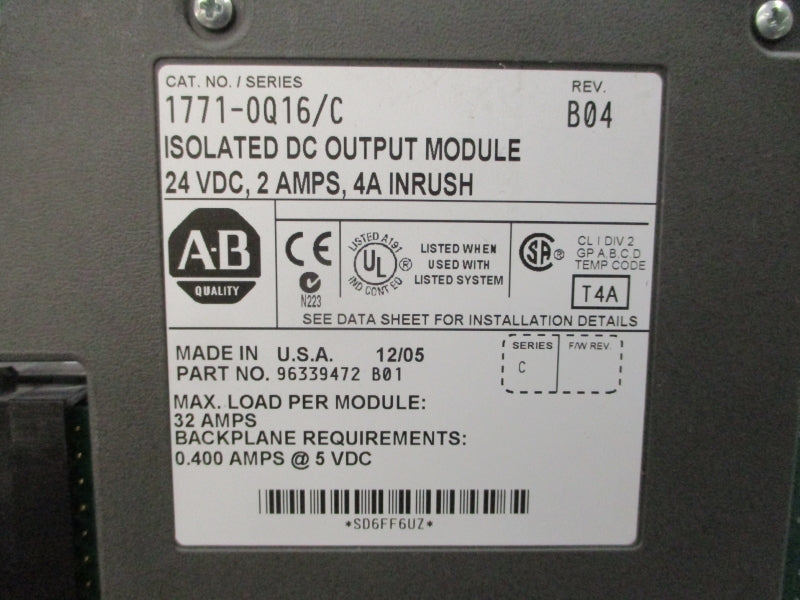 CAT. NO. / SERIES
REV.
1771-OQ16/C
B04
ISOLATED DC OUTPUT MODULE
24 VDC, 2 AMPS, 4A INRUSH
A·B
QUALITY
CE
N223
LISTED A191
UL ®
IND CONT EQ
LISTED WHEN
USED WITH
LISTED SYSTEM
SA ®
CL I DIV 2
GP A,B,C,D
TEMP CODE
T4A
SEE DATA SHEET FOR INSTALLATION DETAILS
MADE IN U.S.A. 12/05
PART NO. 96339472 B01
SERIES
F/W REV.
C
MAX. LOAD PER MODULE:
32 AMPS
BACKPLANE REQUIREMENTS:
0.400 AMPS @ 5 VDC
*SD6FF6UZ*